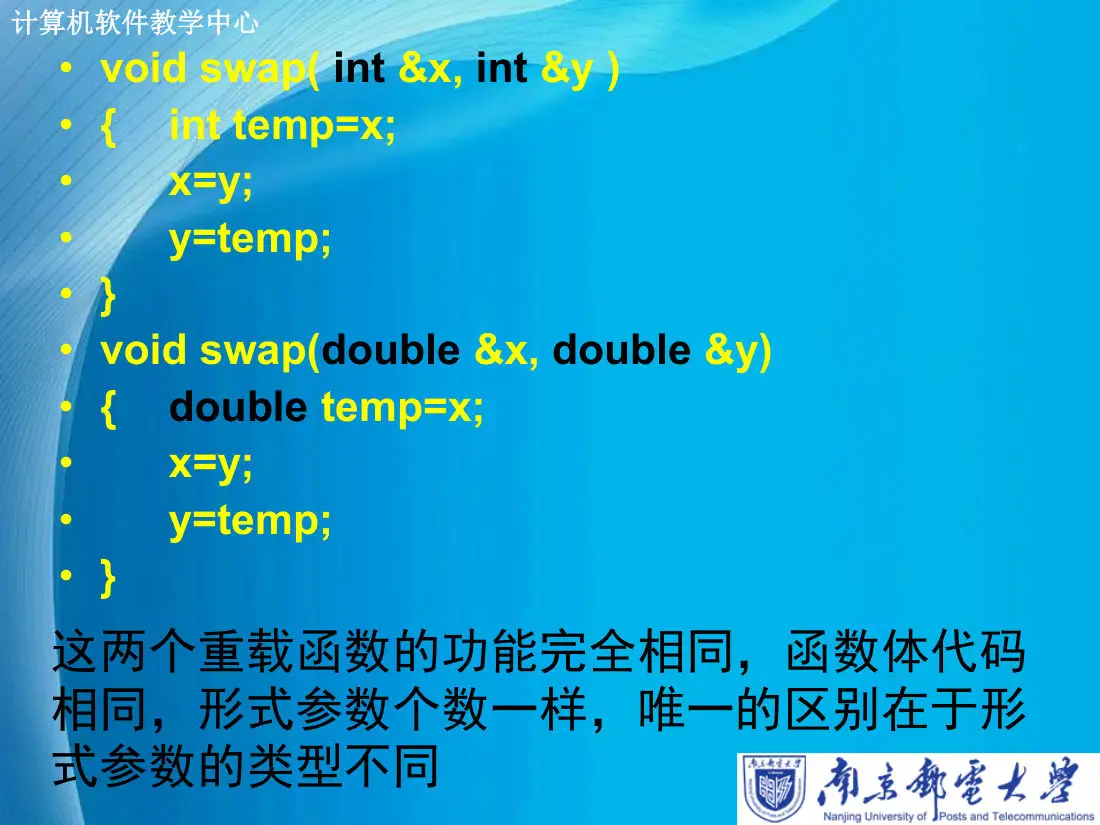 计算机软件教学中心
• void swap( int &x, int &y )
• { int temp=x;
• x=y;
• y=temp;
• }
• void swap(double &x, double &y)
• { double temp=x;
• x=y;
• y=temp;
• }
这两个重载函数的功能完全相同，函数体代码
相同，形式参数个数一样，唯一的区别在于形
式参数的类型不同
南京郵電大學
Nanjing University of Posts and Telecommunications